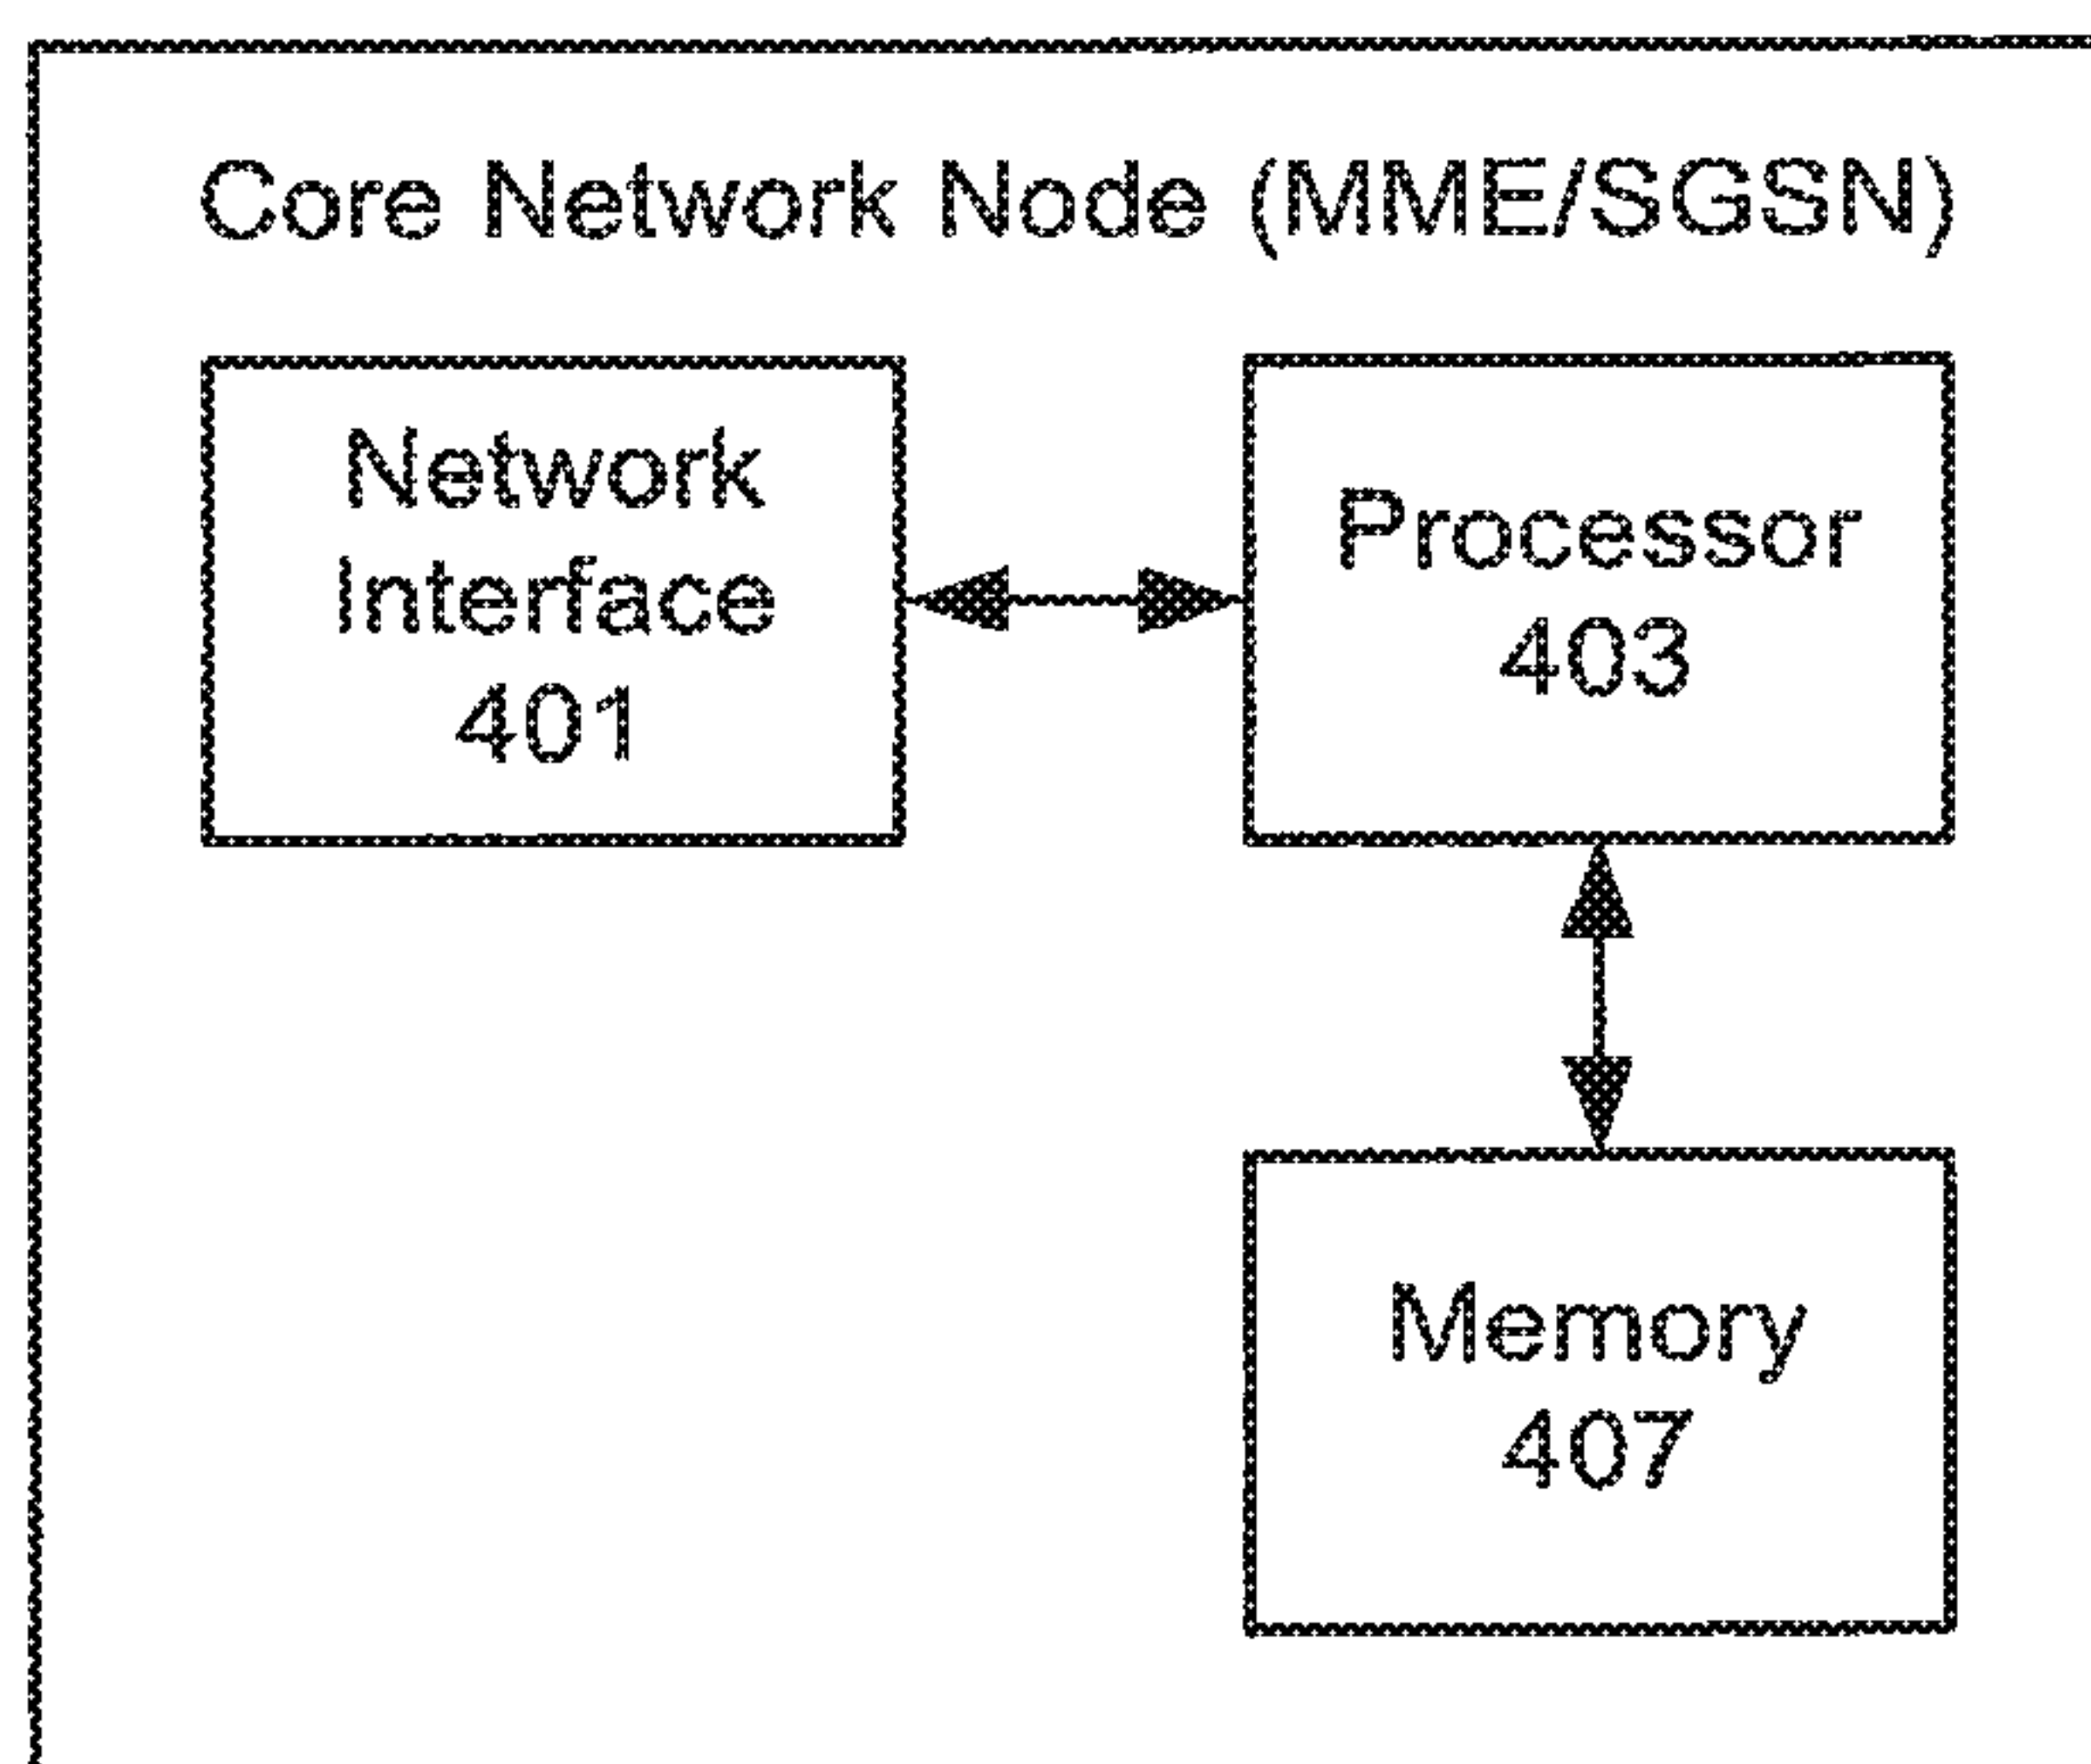 Core Network Node (MME/SGSN)
Network
Interface
401
Processor
403
Memory
407